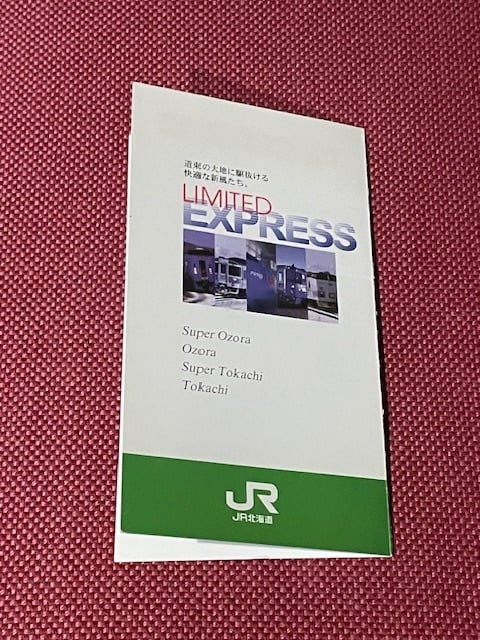 道東の大地に駆抜ける
快適な新風たち。
LIMITED
EXPRESS
Super Ozora
Ozora
Super Tokachi
Tokachi
JR
JR北海道